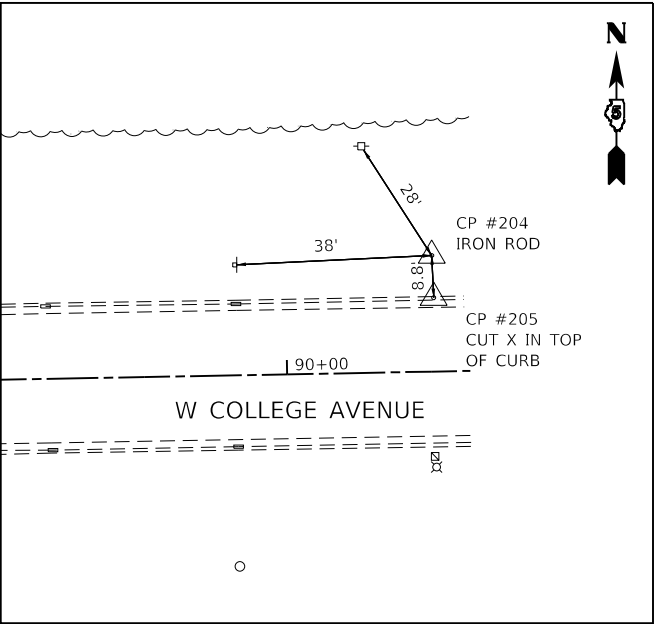 N
5
28'
CP #204
IRON ROD
38'
8.8'
CP #205
CUT X IN TOP
OF CURB
90+00
W COLLEGE AVENUE